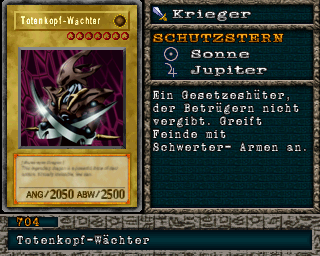 Totenkopf-Wächter
ANG/2050 ABW/2500
Krieger
SCHUTZSTERN
Sonne
Jupiter
Ein Gesetzeshüter,
der Betrügern nicht
vergibt. Greift
Feinde mit
Schwerter- Armen an.
704
Totenkopf-Wächter